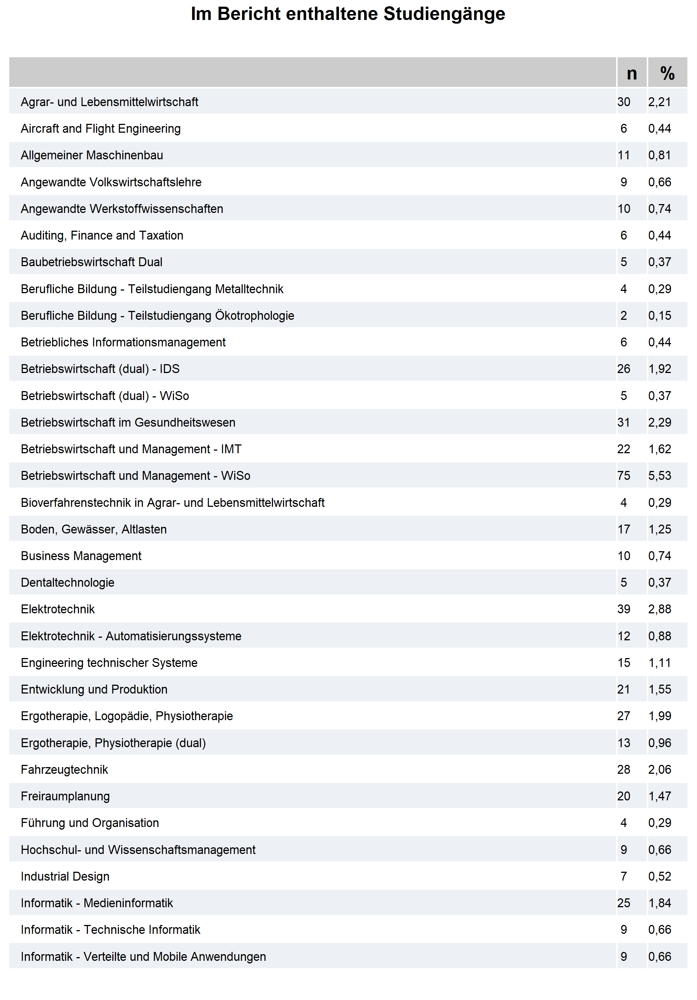 Im Bericht enthaltene Studiengänge
n %
Agrar- und Lebensmittelwirtschaft 30 2,21
Aircraft and Flight Engineering 6 0,44
Allgemeiner Maschinenbau 11 0,81
Angewandte Volkswirtschaftslehre 9 0,66
Angewandte Werkstoffwissenschaften 10 0,74
Auditing, Finance and Taxation 6 0,44
Baubetriebswirtschaft Dual 5 0,37
Berufliche Bildung - Teilstudiengang Metalltechnik 4 0,29
Berufliche Bildung - Teilstudiengang Ökotrophologie 2 0,15
Betriebliches Informationsmanagement 6 0,44
Betriebswirtschaft (dual) - IDS 26 1,92
Betriebswirtschaft (dual) - WiSo 5 0,37
Betriebswirtschaft im Gesundheitswesen 31 2,29
Betriebswirtschaft und Management - IMT 22 1,62
Betriebswirtschaft und Management - WiSo 75 5,53
Bioverfahrenstechnik in Agrar- und Lebensmittelwirtschaft 4 0,29
Boden, Gewässer, Altlasten 17 1,25
Business Management 10 0,74
Dentaltechnologie 5 0,37
Elektrotechnik 39 2,88
Elektrotechnik - Automatisierungssysteme 12 0,88
Engineering technischer Systeme 15 1,11
Entwicklung und Produktion 21 1,55
Ergotherapie, Logopädie, Physiotherapie 27 1,99
Ergotherapie, Physiotherapie (dual) 13 0,96
Fahrzeugtechnik 28 2,06
Freiraumplanung 20 1,47
Führung und Organisation 4 0,29
Hochschul- und Wissenschaftsmanagement 9 0,66
Industrial Design 7 0,52
Informatik - Medieninformatik 25 1,84
Informatik - Technische Informatik 9 0,66
Informatik - Verteilte und Mobile Anwendungen 9 0,66